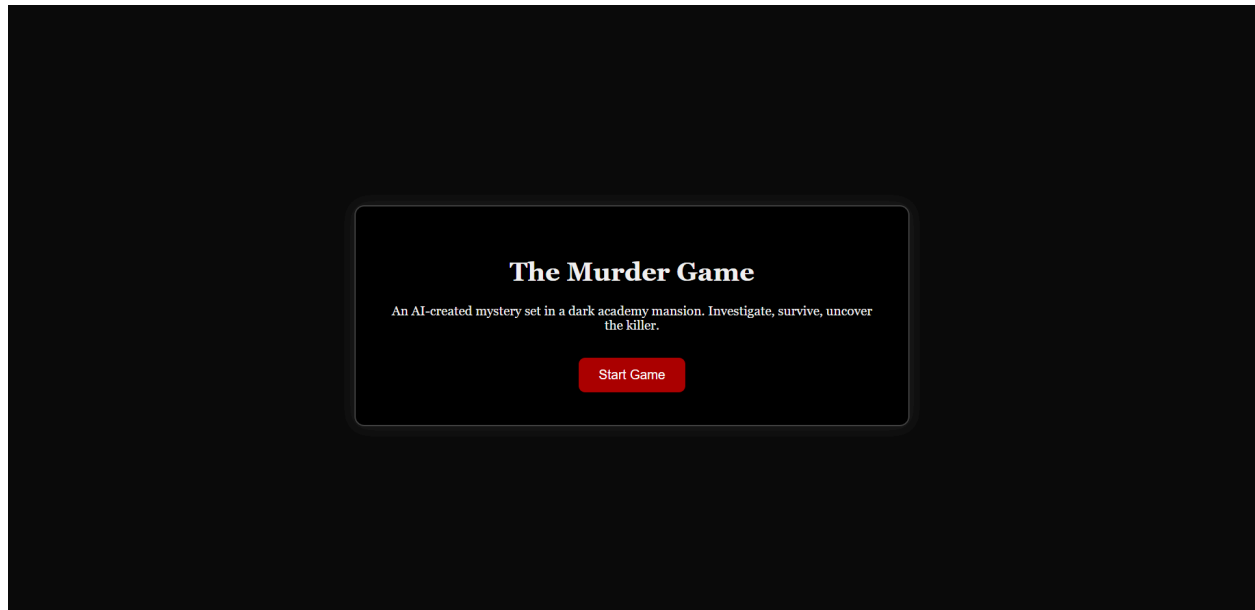 The Murder Game
An AI-created mystery set in a dark academy mansion. Investigate, survive, uncover
the killer.
Start Game